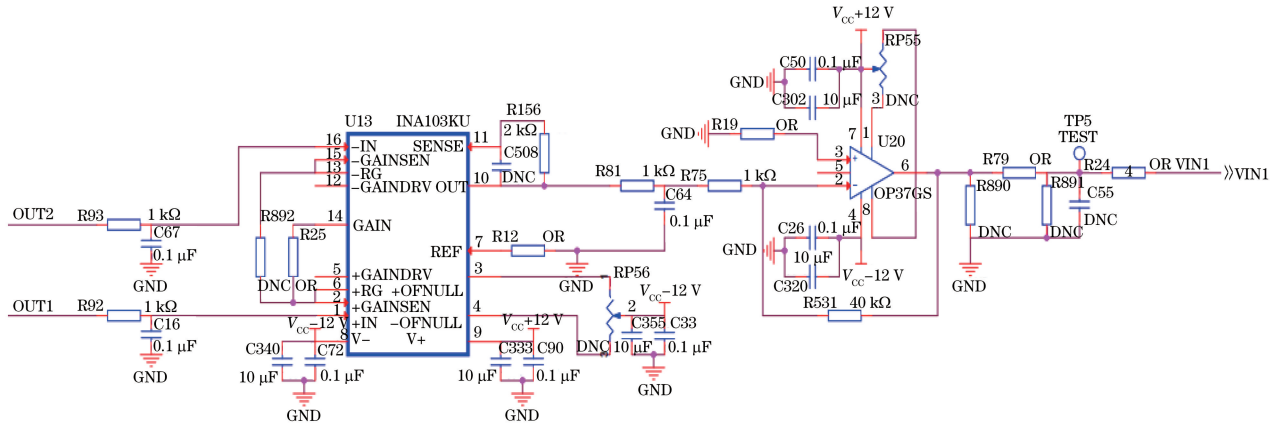 V_CC+12 V
RP55
C50 0.1 μF
GND
C302 10 μF
3
DNC
R156
2 kΩ
C508
DNC
U13 INA103KU
16 -IN SENSE 11
15 -GAINSEN
13 -RG
12 -GAINDRV OUT 10
14 GAIN
REF 7
5 +GAINDRV 3
6 +RG +OFNULL
2 +GAINSEN
1 +IN -OFNULL 4
8 V- V+ 9
R19 OR
GND
7 1
U20
3 +
5
2 -
6
OP37GS
4 8
TP5
TEST
R79 OR
R24 4 OR VIN1
VIN1
R890
DNC
R891
DNC
C55
DNC
GND
R81 1 kΩ
R75 1 kΩ
C64
0.1 μF
OUT2
R93 1 kΩ
C67
0.1 μF
GND
R892
DNC
R25
OR
R12 OR
GND
C26 0.1 μF
GND
10 μF
C320
V_CC-12 V
R531 40 kΩ
RP56
2
DNC
V_CC-12 V
C355
10 μF
C33
0.1 μF
GND
OUT1
R92 1 kΩ
C16
0.1 μF
GND
V_CC-12 V
C340
10 μF
C72
0.1 μF
GND
V_CC+12 V
C333
10 μF
C90
0.1 μF
GND